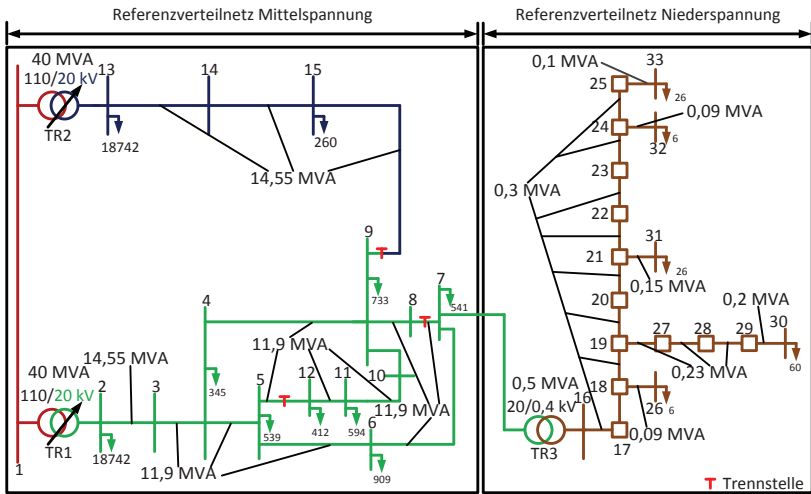 Referenzverteilnetz Mittelspannung
Referenzverteilnetz Niederspannung
40 MVA
110/20 kV
TR2
13
14
15
18742
260
14,55 MVA
9
733
7
541
8
4
345
11,9 MVA
14,55 MVA
40 MVA
110/20 kV
TR1
1
2
18742
3
11,9 MVA
5
539
12
412
11
594
10
11,9 MVA
6
909
0,1 MVA
33
25
26
0,09 MVA
24
32
6
23
0,3 MVA
22
31
21
26
0,15 MVA
20
0,2 MVA
19
27
28
29
30
60
0,23 MVA
0,5 MVA
20/0,4 kV
TR3
16
18
26
6
0,09 MVA
17
Trennstelle